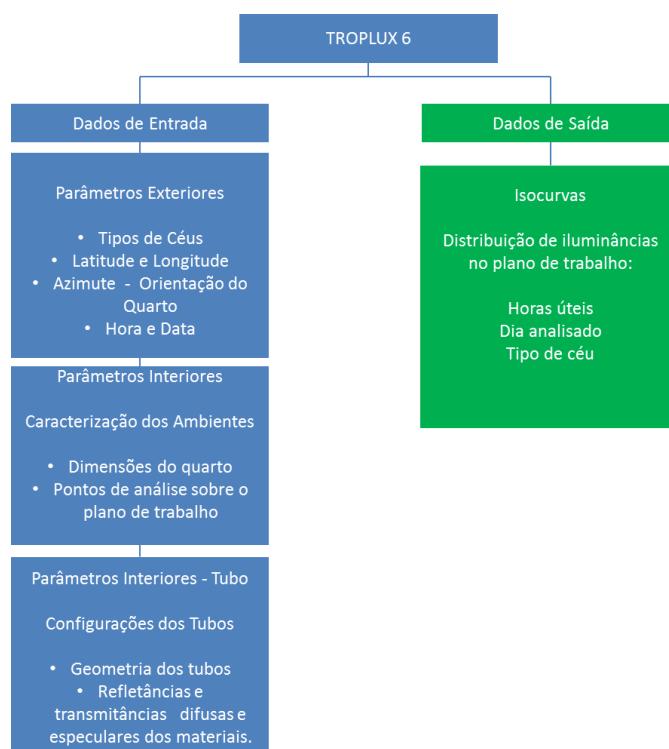 TROPLUX 6
Dados de Entrada
Parâmetros Exteriores
• Tipos de Céus
• Latitude e Longitude
• Azimute - Orientação do
Quarto
• Hora e Data
Parâmetros Interiores
Caracterização dos Ambientes
• Dimensões do quarto
• Pontos de análise sobre o
plano de trabalho
Parâmetros Interiores - Tubo
Configurações dos Tubos
• Geometria dos tubos
• Refletâncias e
transmitâncias difusas e
especulares dos materiais.
Dados de Saída
Isocurvas
Distribuição de iluminâncias
no plano de trabalho:
Horas úteis
Dia analisado
Tipo de céu